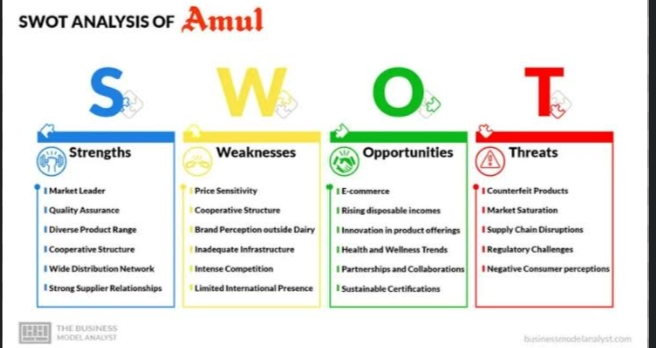 SWOT ANALYSIS OF Amul
S W O T
Strengths
Market Leader
Quality Assurance
Diverse Product Range
Cooperative Structure
Wide Distribution Network
Strong Supplier Relationships
Weaknesses
Price Sensitivity
Cooperative Structure
Brand Perception outside Dairy
Inadequate Infrastructure
Intense Competition
Limited International Presence
Opportunities
E-commerce
Rising disposable incomes
Innovation in product offerings
Health and Wellness Trends
Partnerships and Collaborations
Sustainable Certifications
Threats
Counterfeit Products
Market Saturation
Supply Chain Disruptions
Regulatory Challenges
Negative Consumer perceptions
THE BUSINESS
MODEL ANALYST
businessmodelanalyst.com